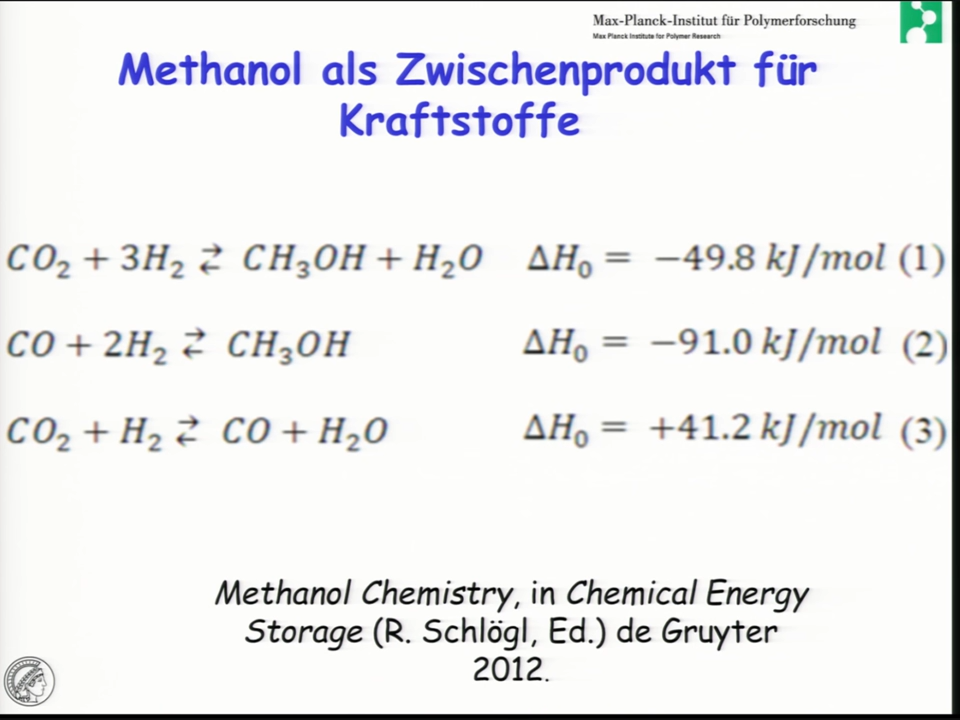 Max-Planck-Institut für Polymerforschung
Max Planck Institute for Polymer Research
Methanol als Zwischenprodukt für
Kraftstoffe
CO₂ + 3H₂ ⇄ CH₃OH + H₂O ΔH₀ = −49.8 kJ/mol (1)
CO + 2H₂ ⇄ CH₃OH ΔH₀ = −91.0 kJ/mol (2)
CO₂ + H₂ ⇄ CO + H₂O ΔH₀ = +41.2 kJ/mol (3)
Methanol Chemistry, in Chemical Energy
Storage (R. Schlögl, Ed.) de Gruyter
2012.